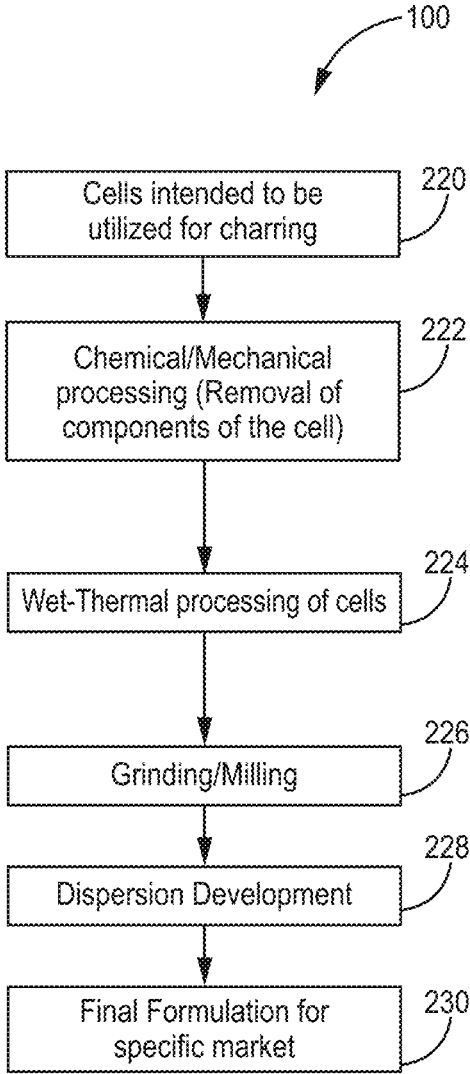 100
Cells intended to be
utilized for charring
220
Chemical/Mechanical
processing (Removal of
components of the cell)
222
Wet-Thermal processing of cells
224
Grinding/Milling
226
Dispersion Development
228
Final Formulation for
specific market
230